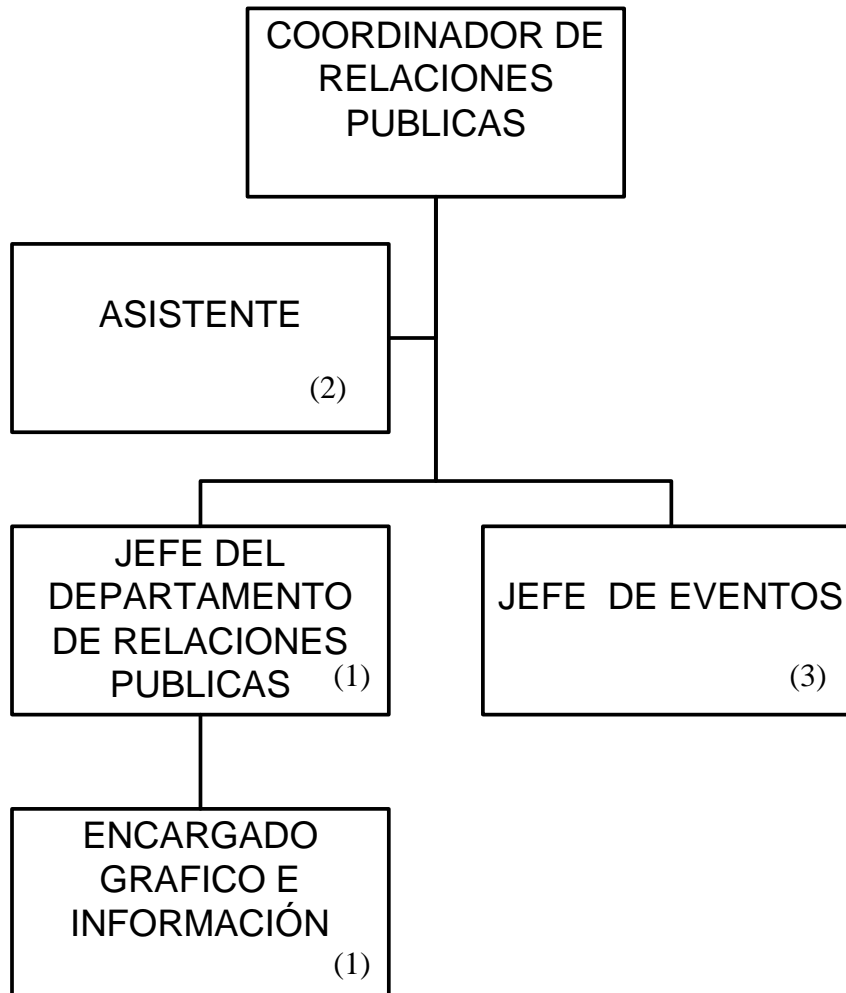 COORDINADOR DE
RELACIONES
PUBLICAS
ASISTENTE
(2)
JEFE DEL
DEPARTAMENTO
DE RELACIONES
PUBLICAS (1)
JEFE DE EVENTOS
(3)
ENCARGADO
GRAFICO E
INFORMACIÓN
(1)